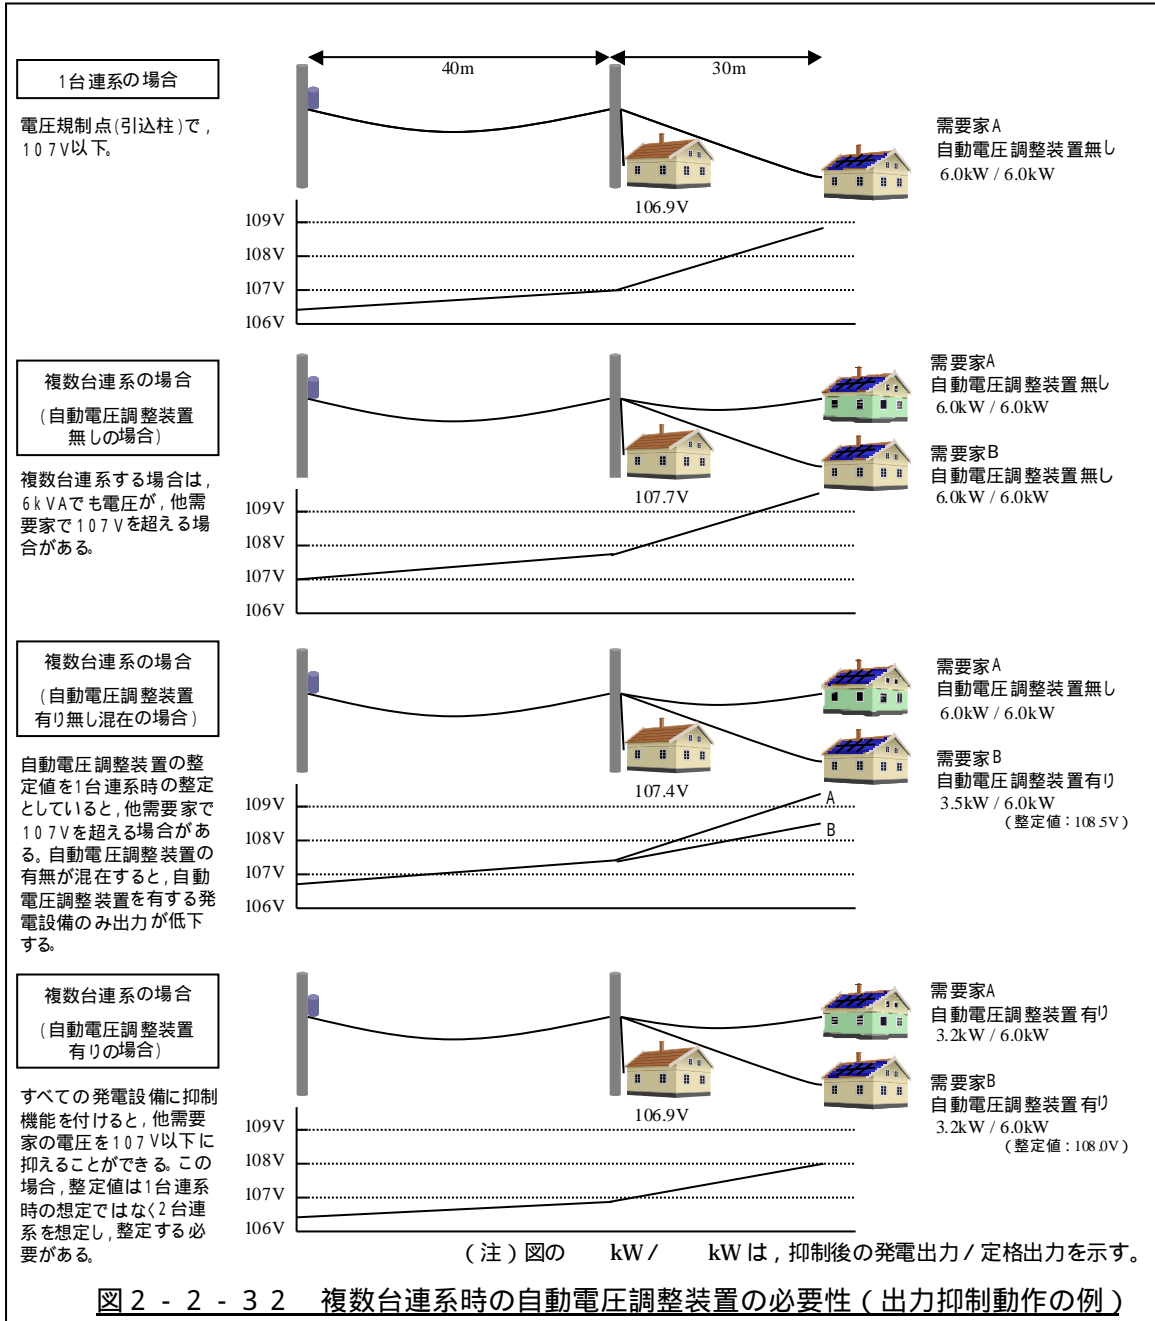 40m
30m
1台連系の場合
電圧規制点(引込柱)で,
107V以下。
需要家A
自動電圧調整装置無し
6.0kW / 6.0kW
106.9V
109V
108V
107V
106V
複数台連系の場合
(自動電圧調整装置
無しの場合)
複数台連系する場合は,
6kVAでも電圧が,他需
要家で107Vを超える場
合がある。
需要家A
自動電圧調整装置無し
6.0kW / 6.0kW
需要家B
自動電圧調整装置無し
6.0kW / 6.0kW
107.7V
109V
108V
107V
106V
複数台連系の場合
(自動電圧調整装置
有り無し混在の場合)
自動電圧調整装置の整
定値を1台連系時の整定
としていると,他需要家で
107Vを超える場合があ
る。自動電圧調整装置の
有無が混在すると,自動
電圧調整装置を有する発
電設備のみ出力が低下
する。
需要家A
自動電圧調整装置無し
6.0kW / 6.0kW
需要家B
自動電圧調整装置有り
3.5kW / 6.0kW
(整定値:108.5V)
107.4V
A
B
109V
108V
107V
106V
複数台連系の場合
(自動電圧調整装置
有りの場合)
すべての発電設備に抑制
機能を付けると,他需要
家の電圧を107V以下に
抑えることができる。この
場合,整定値は1台連系
時の想定ではなく2台連
系を想定し,整定する必
要がある。
需要家A
自動電圧調整装置有り
3.2kW / 6.0kW
需要家B
自動電圧調整装置有り
3.2kW / 6.0kW
(整定値:108.0V)
106.9V
109V
108V
107V
106V
(注)図の kW/ kWは,抑制後の発電出力/定格出力を示す。
図2-2-32 複数台連系時の自動電圧調整装置の必要性(出力抑制動作の例)